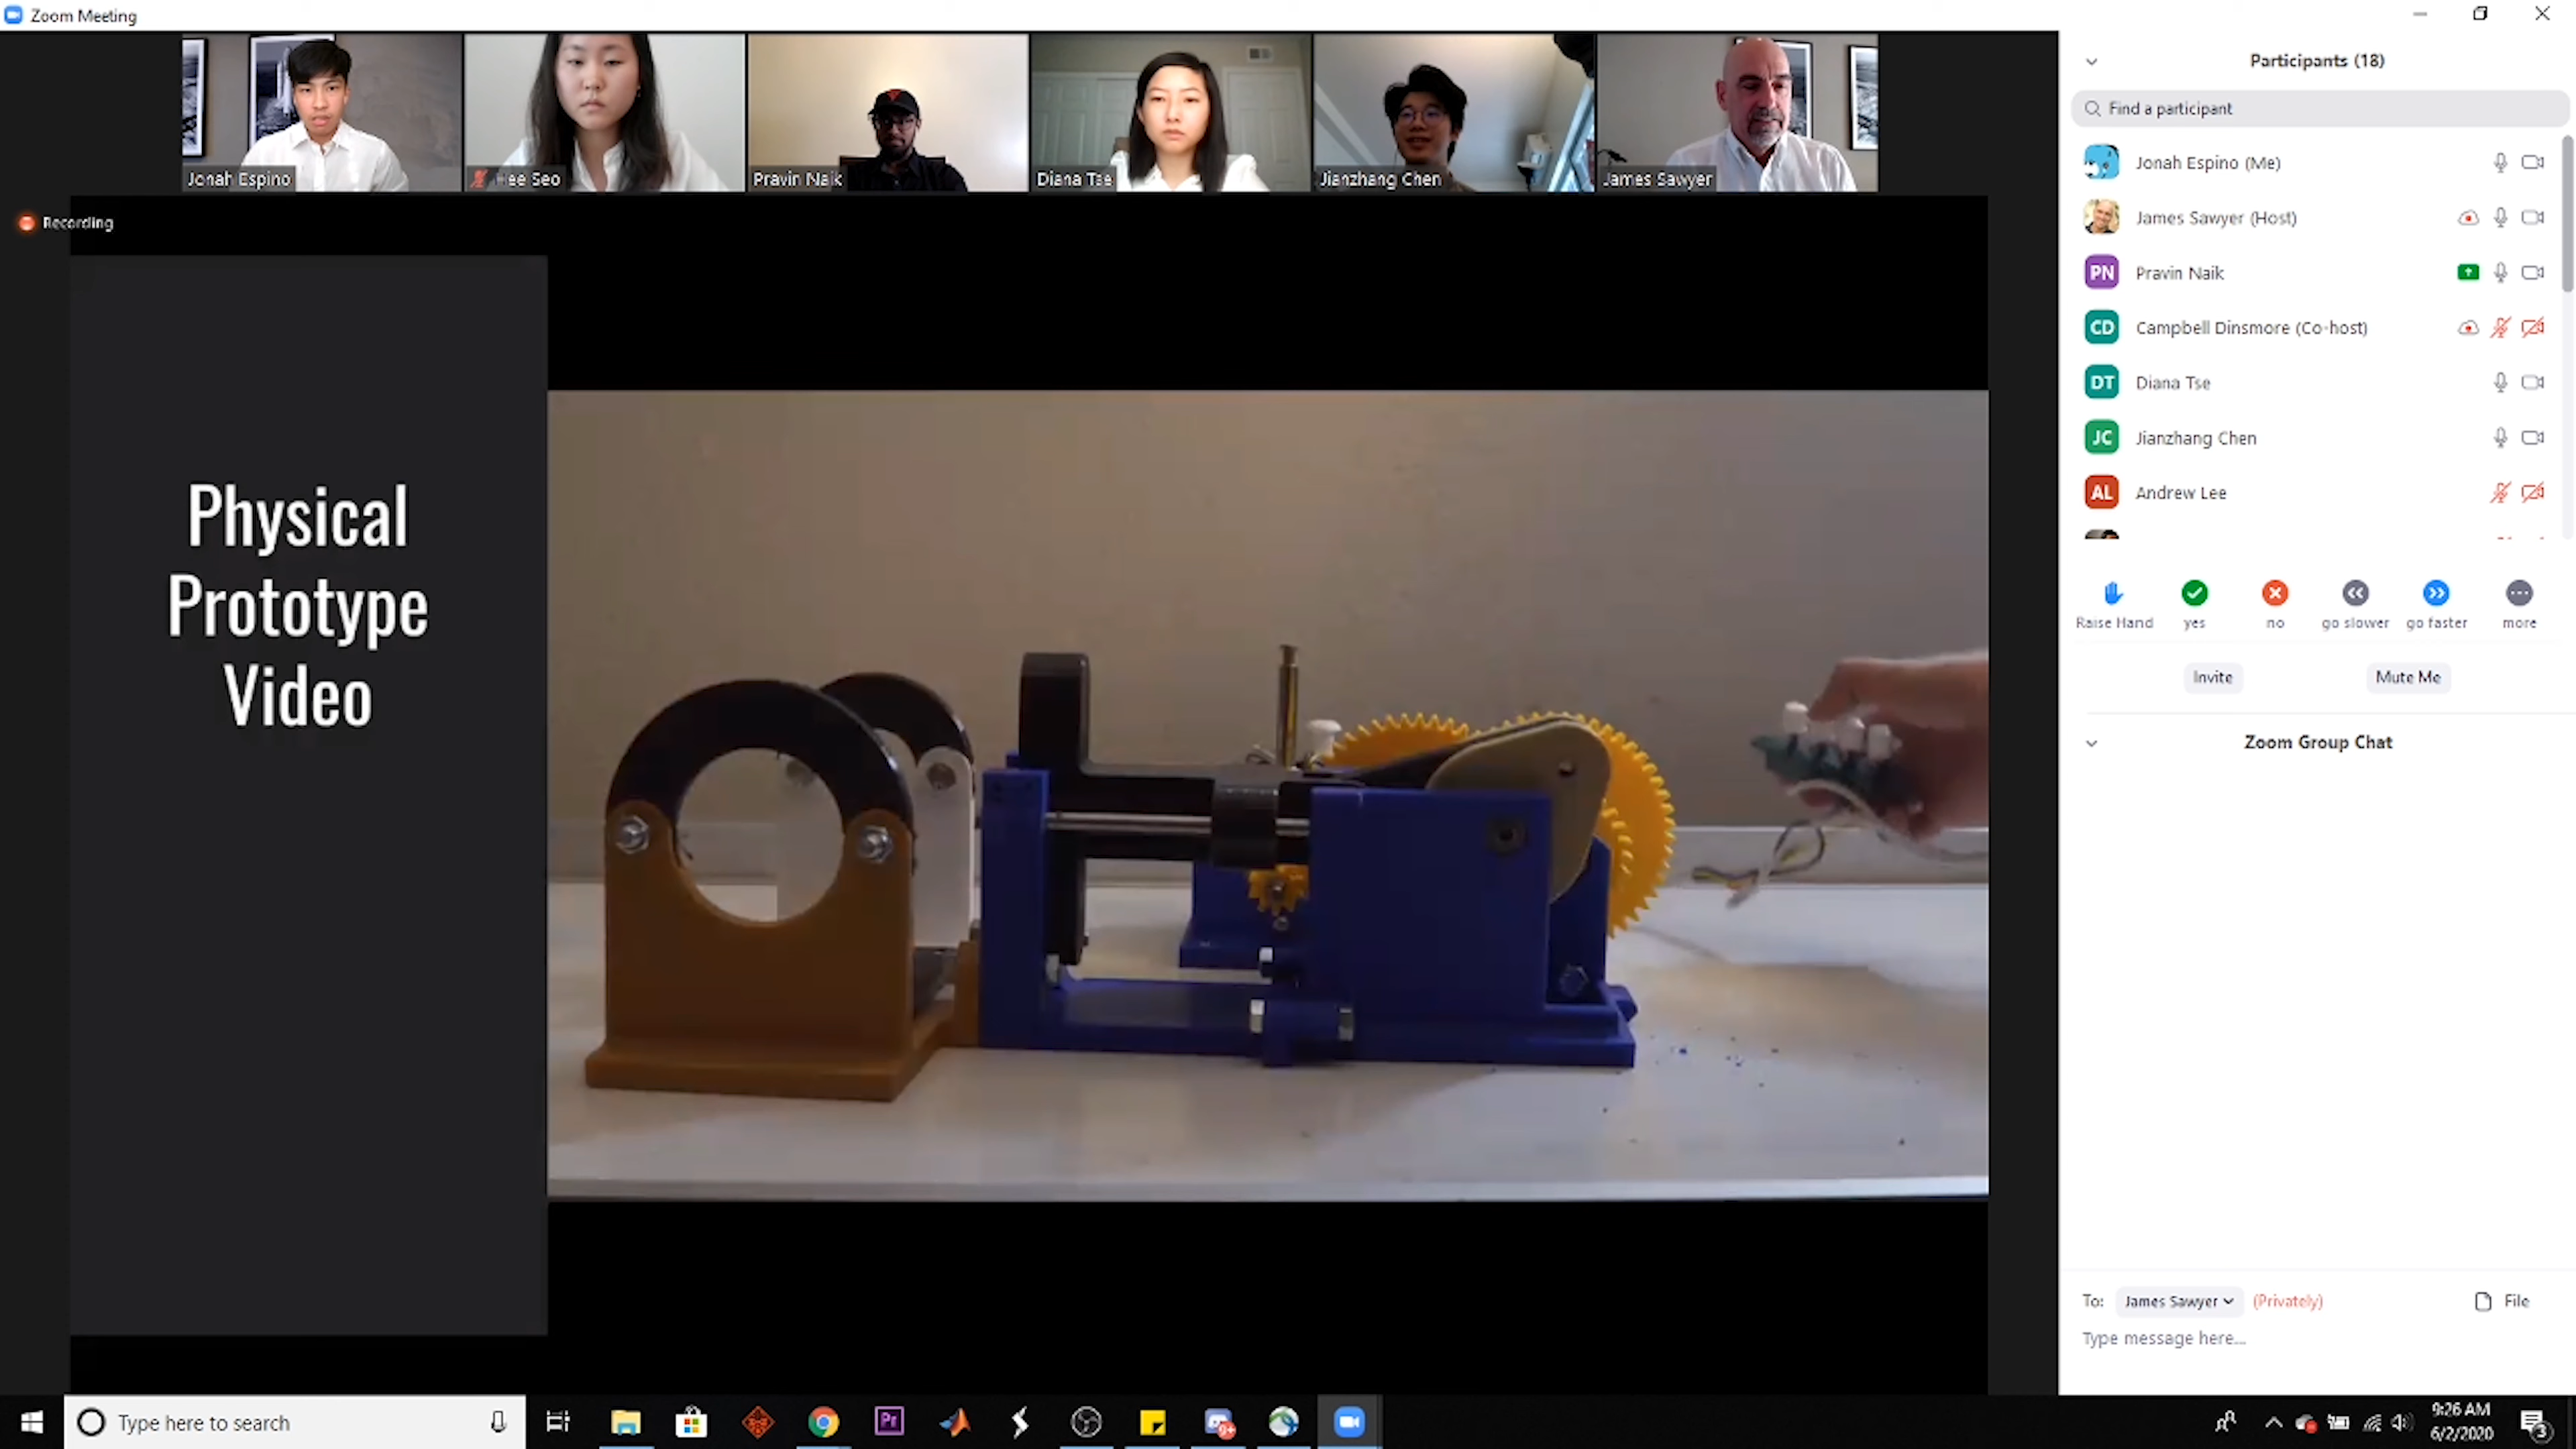 Zoom Meeting
Jonah Espino
Hee Seo
Pravin Naik
Diana Tse
Jianzhang Chen
James Sawyer
Recording
Physical
Prototype
Video
Participants (18)
Find a participant
Jonah Espino (Me)
James Sawyer (Host)
PN Pravin Naik
CD Campbell Dinsmore (Co-host)
DT Diana Tse
JC Jianzhang Chen
AL Andrew Lee
Raise Hand yes no go slower go faster more
Invite Mute Me
Zoom Group Chat
To: James Sawyer (Privately) File
Type message here...
Type here to search
Pr
9+
9:26 AM
6/2/2020
3